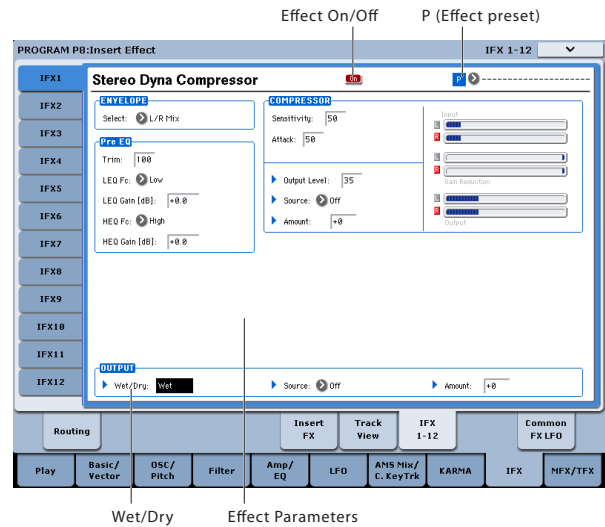 Effect On/Off
P (Effect preset)
PROGRAM P8:Insert Effect
IFX 1-12
IFX1
IFX2
IFX3
IFX4
IFX5
IFX6
IFX7
IFX8
IFX9
IFX10
IFX11
IFX12
Stereo Dyna Compressor
On
P
ENVELOPE
Select: L/R Mix
Pre EQ
Trim: 100
LEQ Fc: Low
LEQ Gain [dB]: +0.0
HEQ Fc: High
HEQ Gain [dB]: +0.0
COMPRESSOR
Sensitivity: 50
Attack: 50
Output Level: 35
Source: Off
Amount: +0
Input
L
R
L
R
Gain Reduction
L
R
Output
OUTPUT
Wet/Dry: Wet
Source: Off
Amount: +0
Routing
Insert FX
Track View
IFX 1-12
Common FX LFO
Play
Basic/ Vector
OSC/ Pitch
Filter
Amp/ EQ
LFO
AMS Mix/ C. KeyTrk
KARMA
IFX
MFX/TFX
Wet/Dry
Effect Parameters